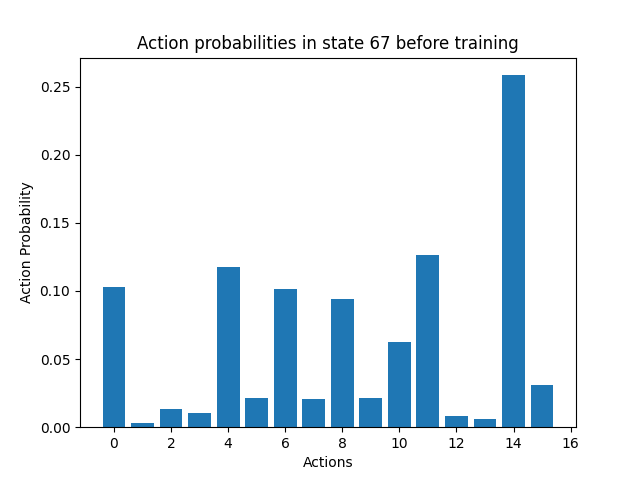 Action probabilities in state 67 before training
Action Probability
0.25
0.20
0.15
0.10
0.05
0.00
0 2 4 6 8 10 12 14 16
Actions